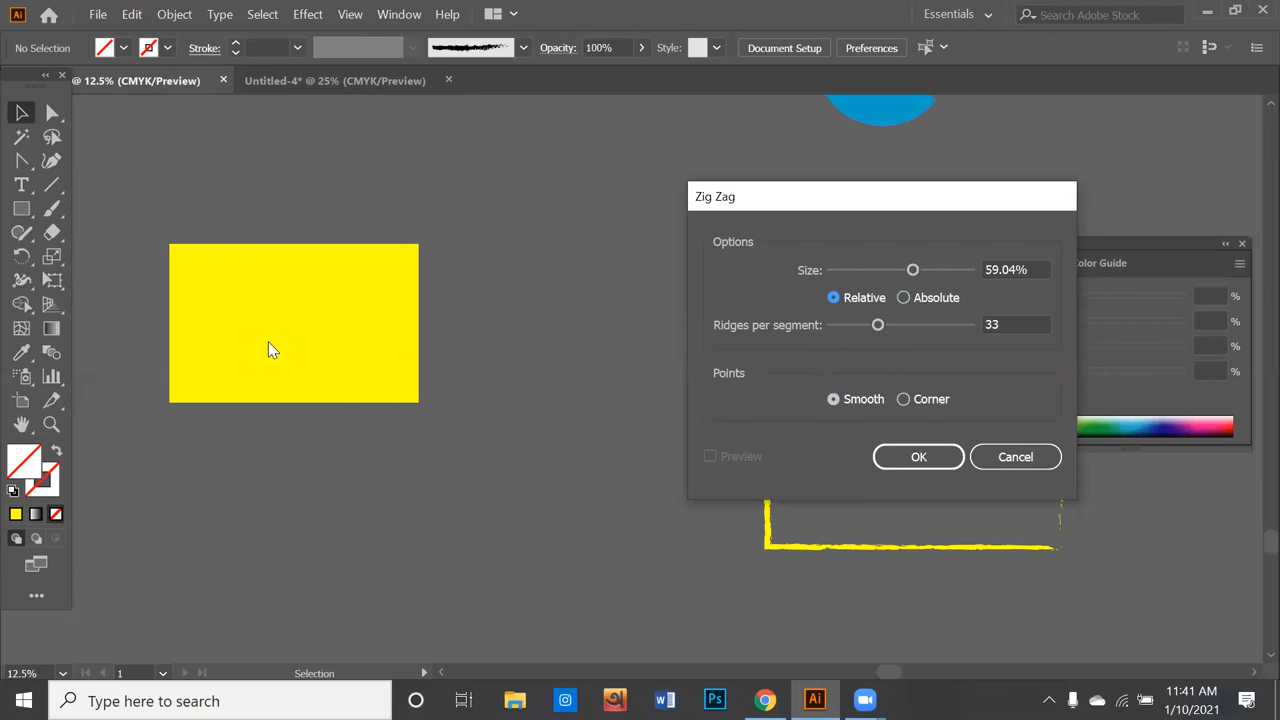 Ai File Edit Object Type Select Effect View Window Help Essentials Search Adobe Stock
No Selection Stroke: Opacity: 100% Style: Document Setup Preferences
@ 12.5% (CMYK/Preview) × Untitled-4* @ 25% (CMYK/Preview) ×
Zig Zag
Options
Size: 59.04%
Relative Absolute
Ridges per segment: 33
Points
Smooth Corner
Preview OK Cancel
Color Guide
%
%
%
%
12.5% 1 Selection
Type here to search W Ps Ai 11:41 AM
1/10/2021